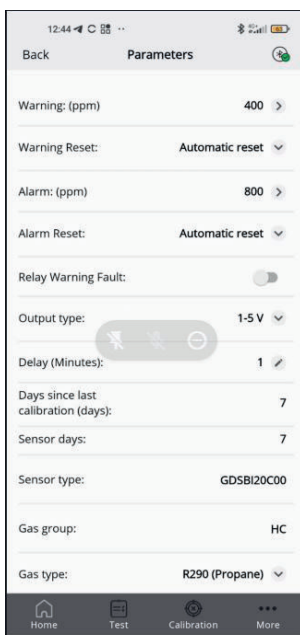 12:44
Back Parameters
Warning: (ppm) 400
Warning Reset: Automatic reset
Alarm: (ppm) 800
Alarm Reset: Automatic reset
Relay Warning Fault:
Output type: 1-5 V
Delay (Minutes): 1
Days since last
calibration (days): 7
Sensor days: 7
Sensor type: GDSBI20C00
Gas group: HC
Gas type: R290 (Propane)
Home Test Calibration More